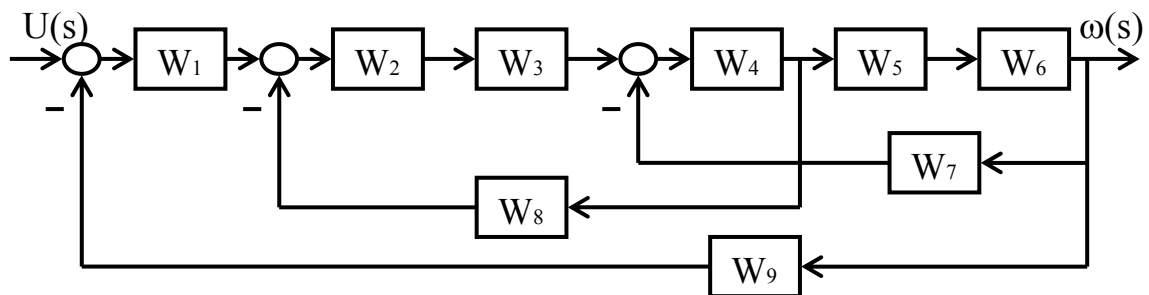 U(s) ω(s)
W₁ W₂ W₃ W₄ W₅ W₆
− − −
W₇
W₈
W₉